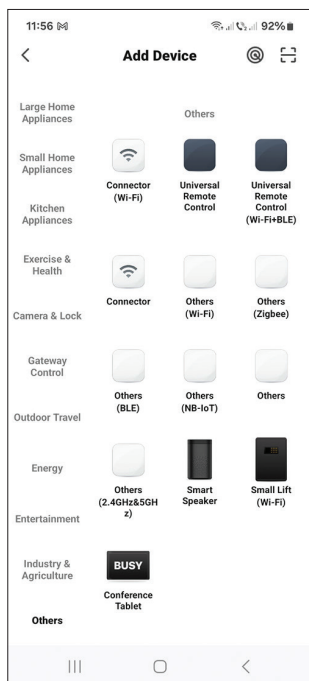 11:56 92%
Add Device
Large Home
Appliances
Small Home
Appliances
Kitchen
Appliances
Exercise &
Health
Camera & Lock
Gateway
Control
Outdoor Travel
Energy
Entertainment
Industry &
Agriculture
Others
Others
Connector
(Wi-Fi)
Universal
Remote
Control
Universal
Remote
Control
(Wi-Fi+BLE)
Connector
Others
(Wi-Fi)
Others
(Zigbee)
Others
(BLE)
Others
(NB-IoT)
Others
Others
(2.4GHz&5GH
z)
Smart
Speaker
Small Lift
(Wi-Fi)
BUSY
Conference
Tablet